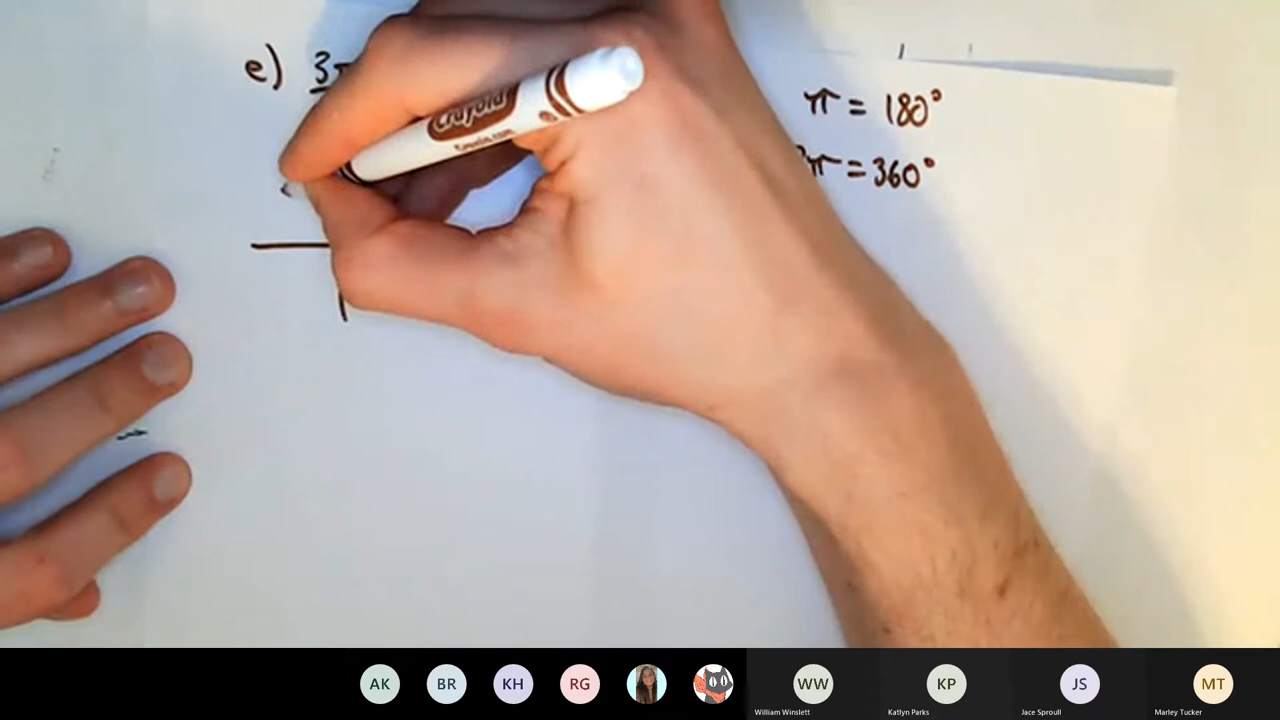 e) 3π
π = 180°
π = 360°
Crayola
AK
BR
KH
RG
WW
KP
JS
MT
William Winslett
Katlyn Parks
Jace Sproull
Marley Tucker